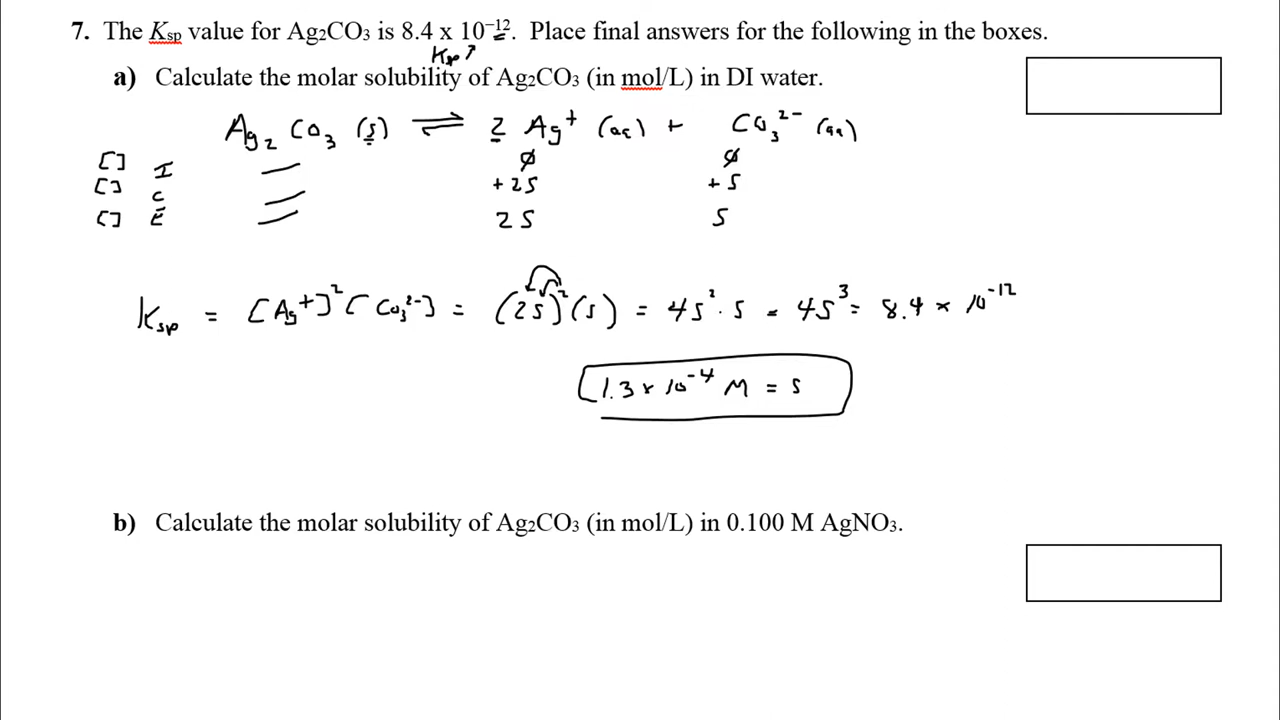 7. The Ksp value for Ag₂CO₃ is 8.4 x 10⁻¹². Place final answers for the following in the boxes.
Ksp ↗
a) Calculate the molar solubility of Ag₂CO₃ (in mol/L) in DI water.
Ag₂CO₃ (s) ⇌ 2 Ag⁺ (aq) + CO₃²⁻ (aq)
[] I — ∅ ∅
[] C — +2s +s
[] E — 2s s
Ksp = [Ag⁺]²[CO₃²⁻] = (2s)²(s) = 4s²·s = 4s³ = 8.4 × 10⁻¹²
1.3 × 10⁻⁴ M = s
b) Calculate the molar solubility of Ag₂CO₃ (in mol/L) in 0.100 M AgNO₃.